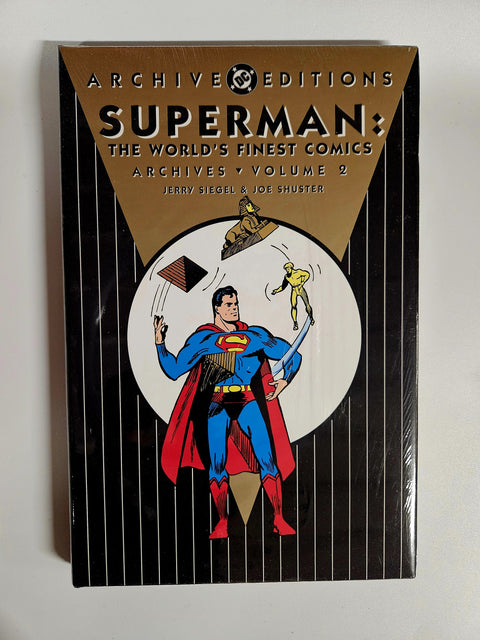 ARCHIVE DC EDITIONS
SUPERMAN:
THE WORLD'S FINEST COMICS
ARCHIVES ▾ VOLUME 2
JERRY SIEGEL & JOE SHUSTER
S